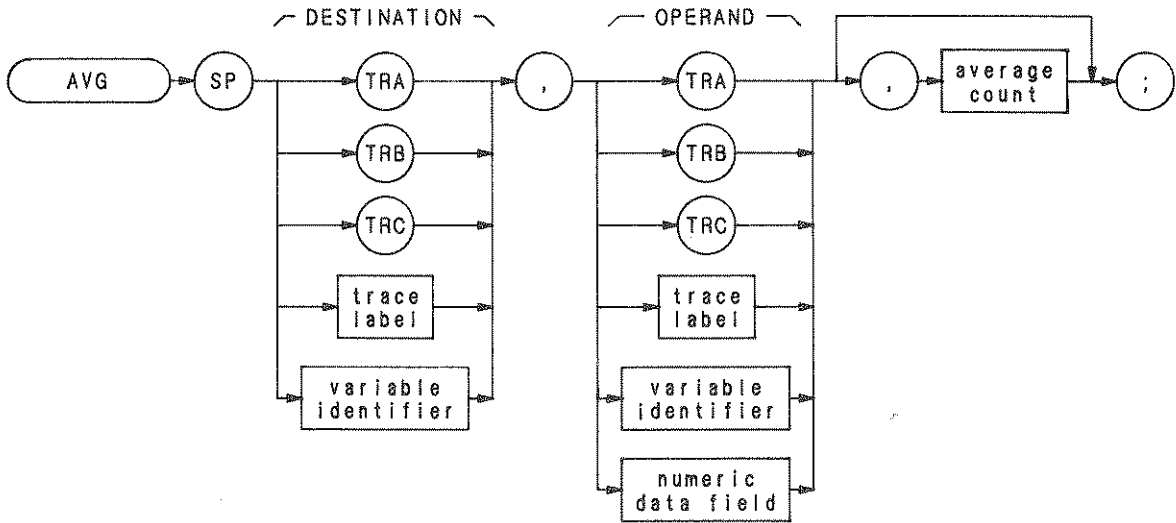 DESTINATION
OPERAND
AVG
SP
TRA
,
TRA
,
average
count
;
TRB
TRB
TRC
TRC
trace
label
trace
label
variable
identifier
variable
identifier
numeric
data field